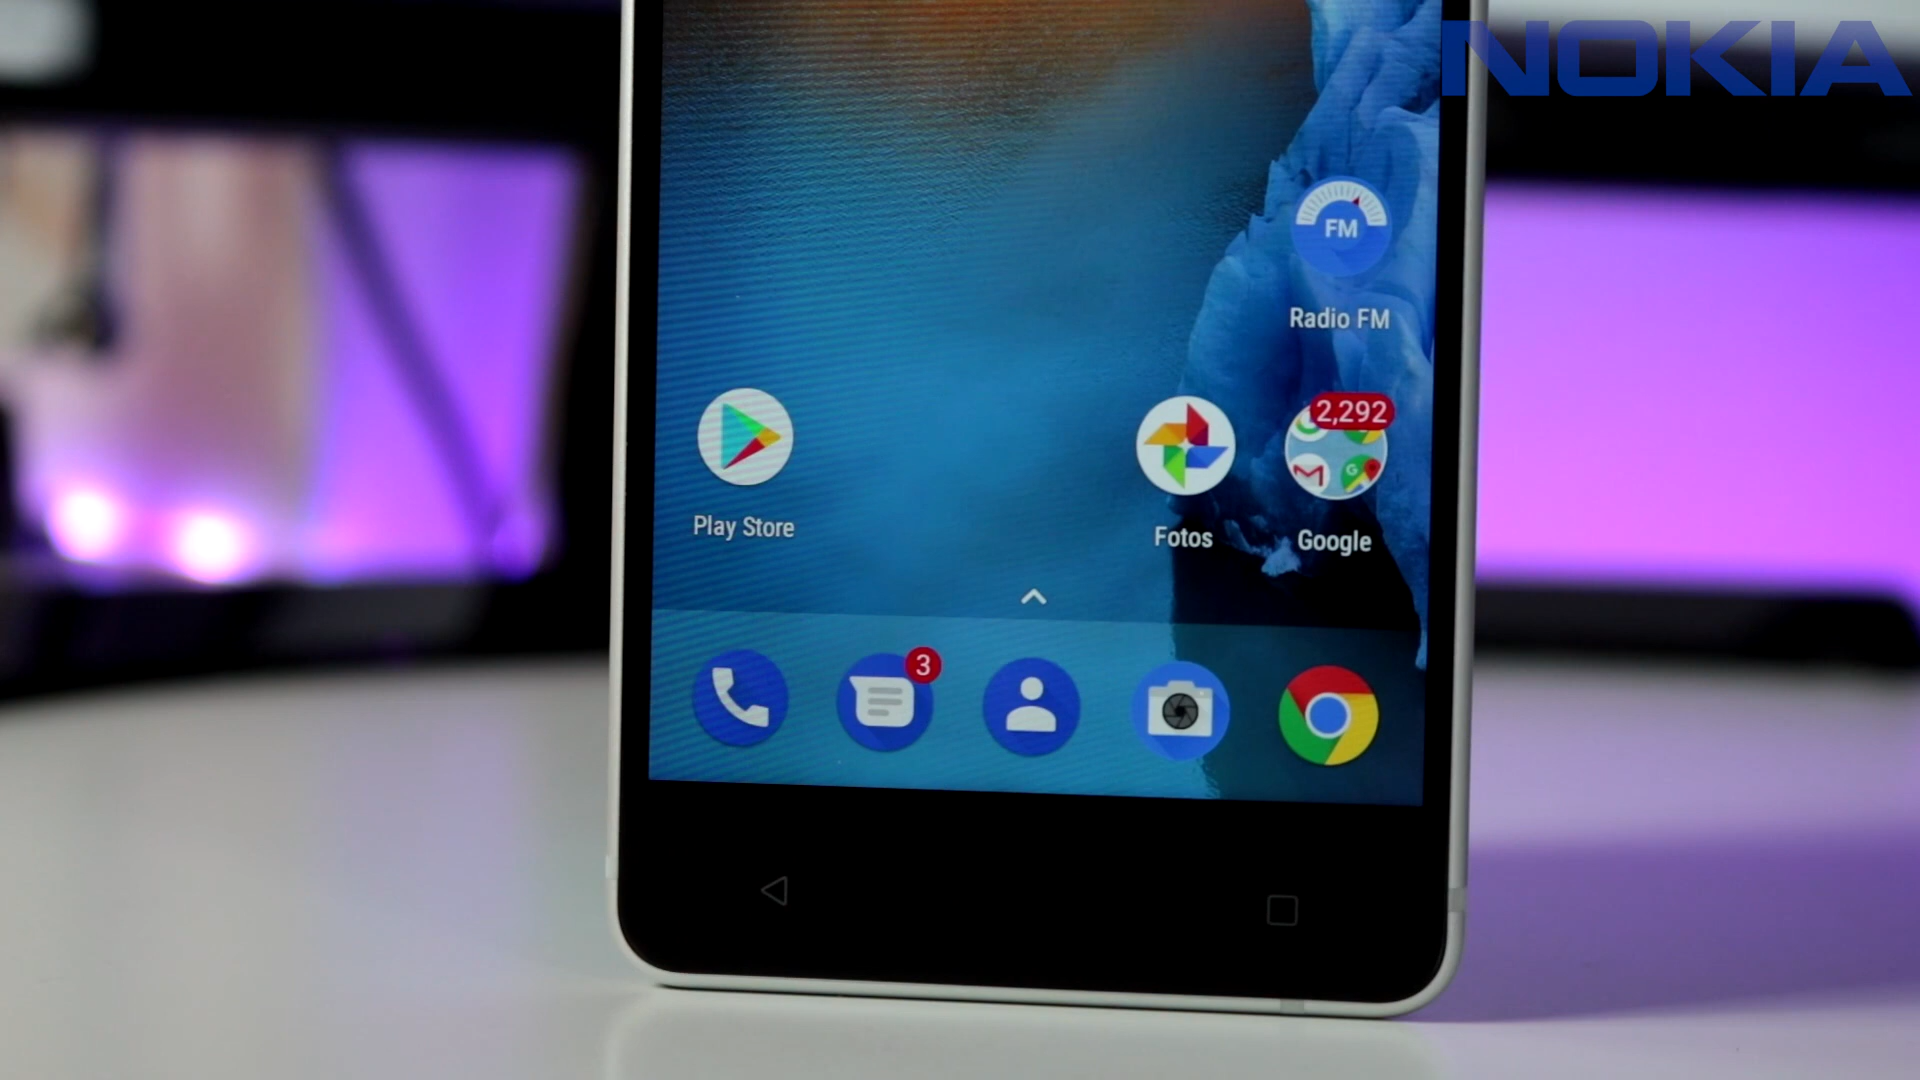 NOKIA
FM
Radio FM
2,292
Play Store
Fotos
Google
3